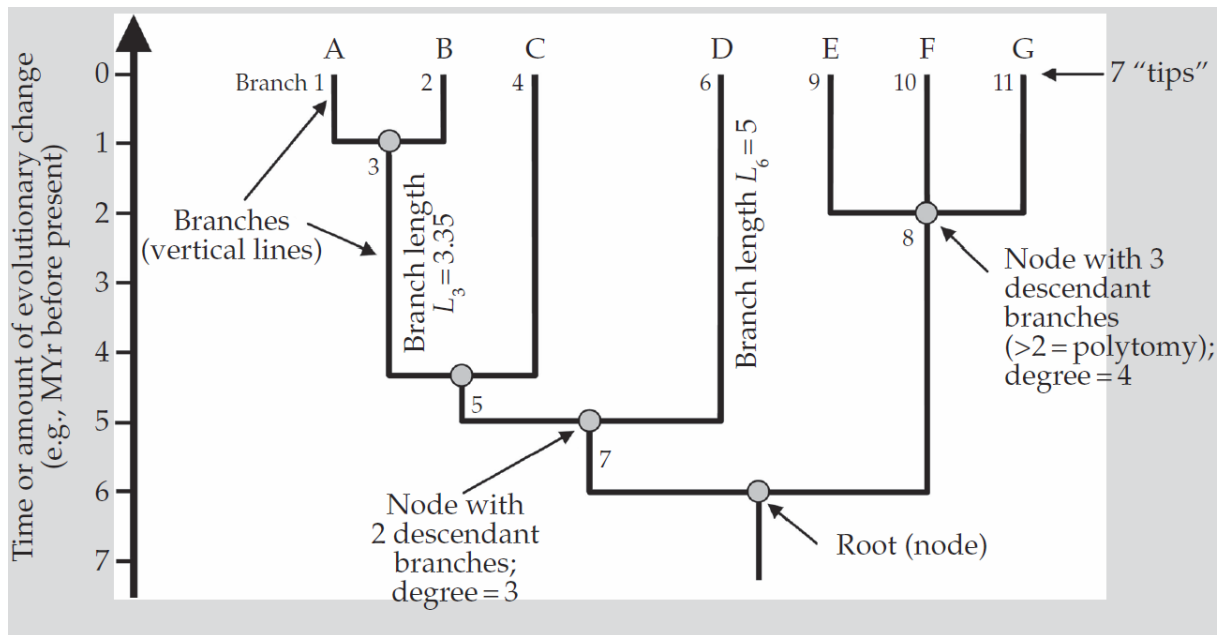 Time or amount of evolutionary change
(e.g., MYr before present)
0
1
2
3
4
5
6
7
A
B
C
D
E
F
G
Branch 1
2
4
6
9
10
11
7 “tips”
3
Branches
(vertical lines)
Branch length
L3 = 3.35
Branch length L6 = 5
8
Node with 3
descendant
branches
(>2 = polytomy);
degree = 4
5
7
Node with
2 descendant
branches;
degree = 3
Root (node)